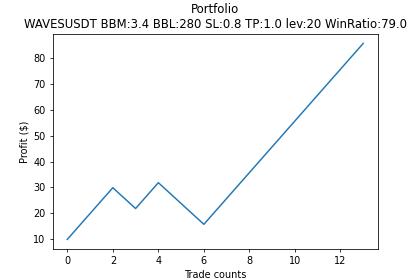 Portfolio
WAVESUSDT BBM:3.4 BBL:280 SL:0.8 TP:1.0 lev:20 WinRatio:79.0
Profit ($)
80
70
60
50
40
30
20
10
0 2 4 6 8 10 12
Trade counts